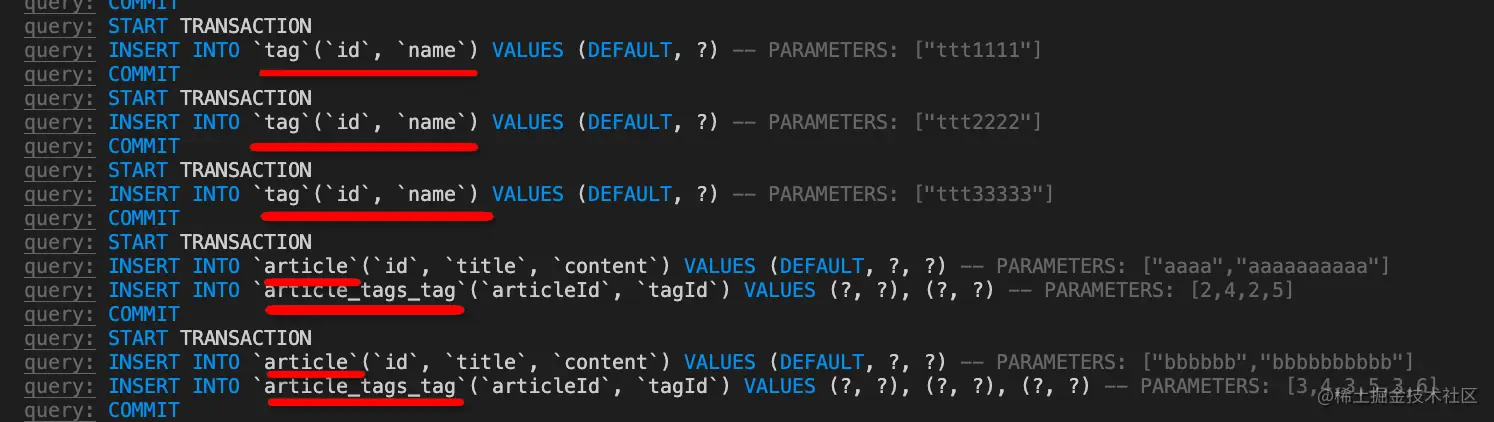 query: COMMIT
query: START TRANSACTION
query: INSERT INTO `tag`(`id`, `name`) VALUES (DEFAULT, ?) -- PARAMETERS: ["ttt1111"]
query: COMMIT
query: START TRANSACTION
query: INSERT INTO `tag`(`id`, `name`) VALUES (DEFAULT, ?) -- PARAMETERS: ["ttt2222"]
query: COMMIT
query: START TRANSACTION
query: INSERT INTO `tag`(`id`, `name`) VALUES (DEFAULT, ?) -- PARAMETERS: ["ttt33333"]
query: COMMIT
query: START TRANSACTION
query: INSERT INTO `article`(`id`, `title`, `content`) VALUES (DEFAULT, ?, ?) -- PARAMETERS: ["aaaa","aaaaaaaaaa"]
query: INSERT INTO `article_tags_tag`(`articleId`, `tagId`) VALUES (?, ?), (?, ?) -- PARAMETERS: [2,4,2,5]
query: COMMIT
query: START TRANSACTION
query: INSERT INTO `article`(`id`, `title`, `content`) VALUES (DEFAULT, ?, ?) -- PARAMETERS: ["bbbbbb","bbbbbbbbbb"]
query: INSERT INTO `article_tags_tag`(`articleId`, `tagId`) VALUES (?, ?), (?, ?), (?, ?) -- PARAMETERS: [3,4,3,5,3,6]
@稀土掘金技术社区
query: COMMIT